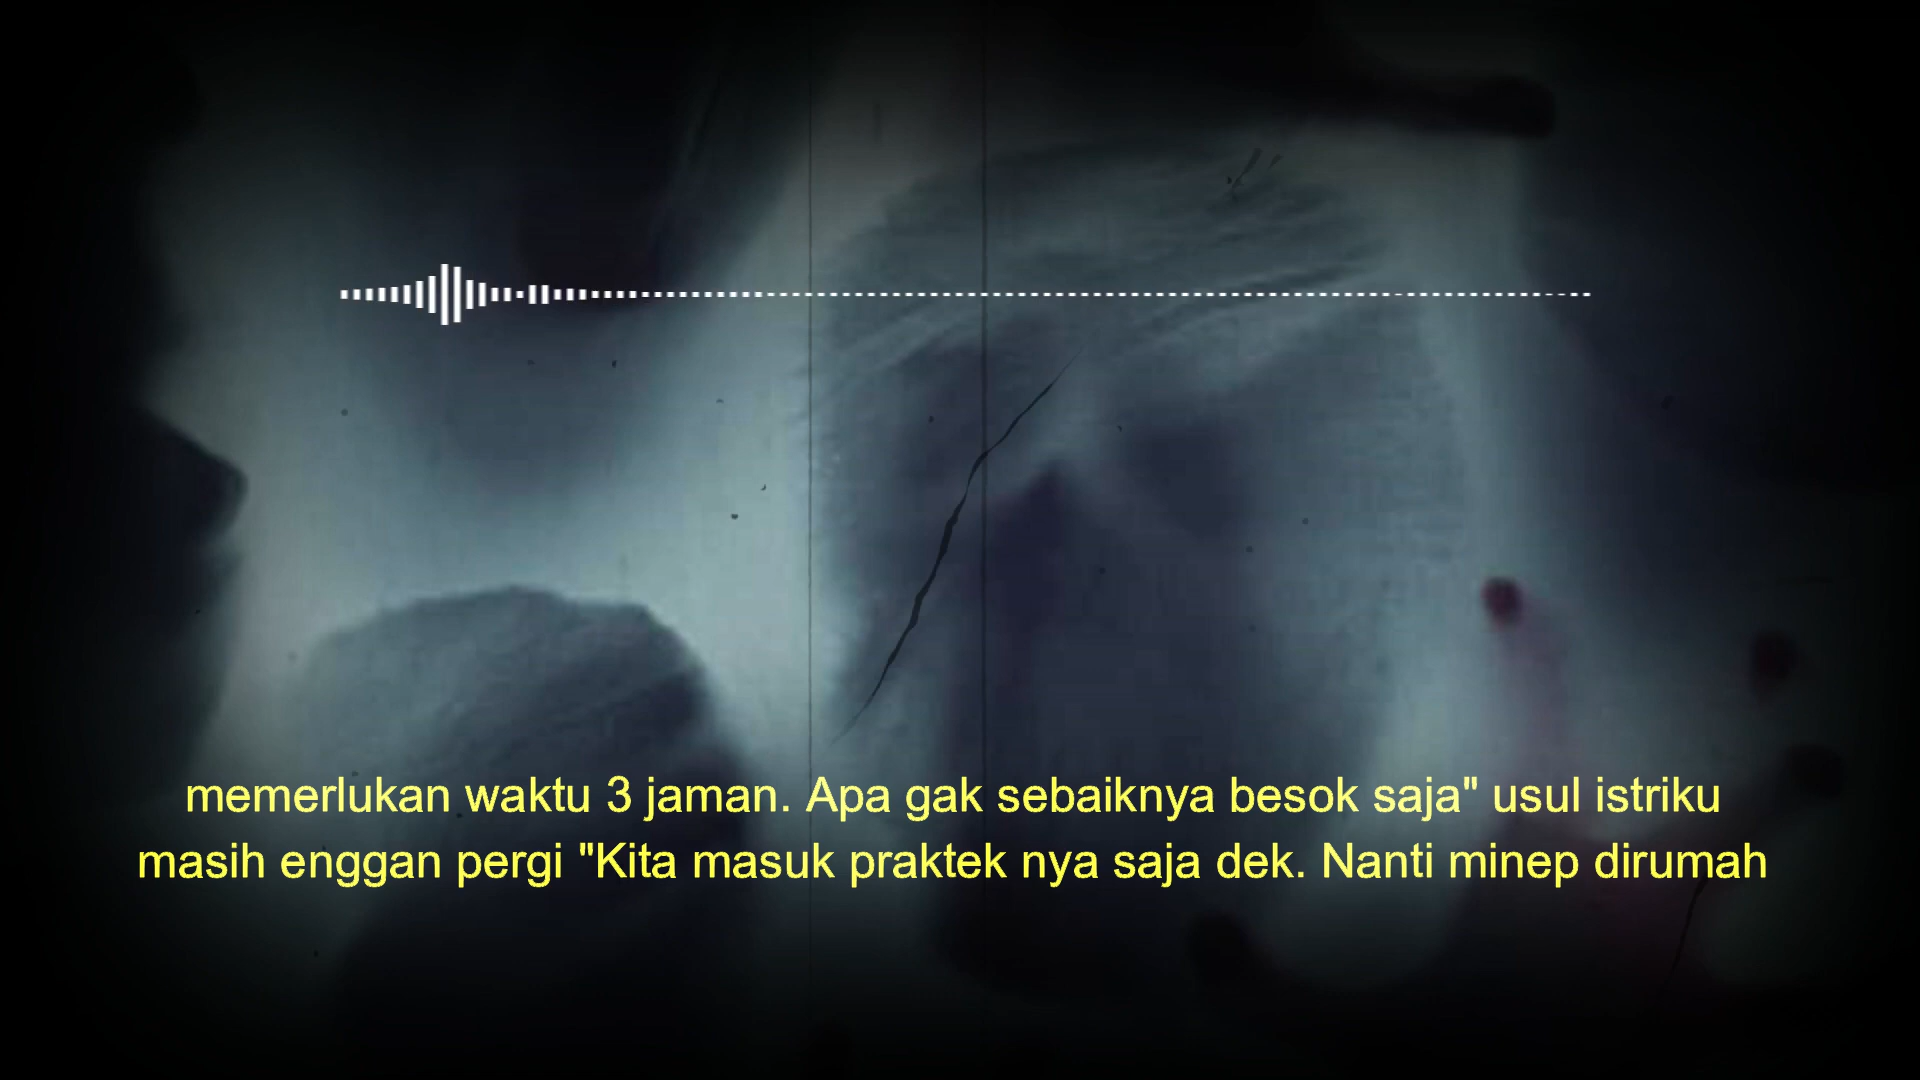 memerlukan waktu 3 jaman. Apa gak sebaiknya besok saja" usul istriku
masih enggan pergi "Kita masuk praktek nya saja dek. Nanti minep dirumah